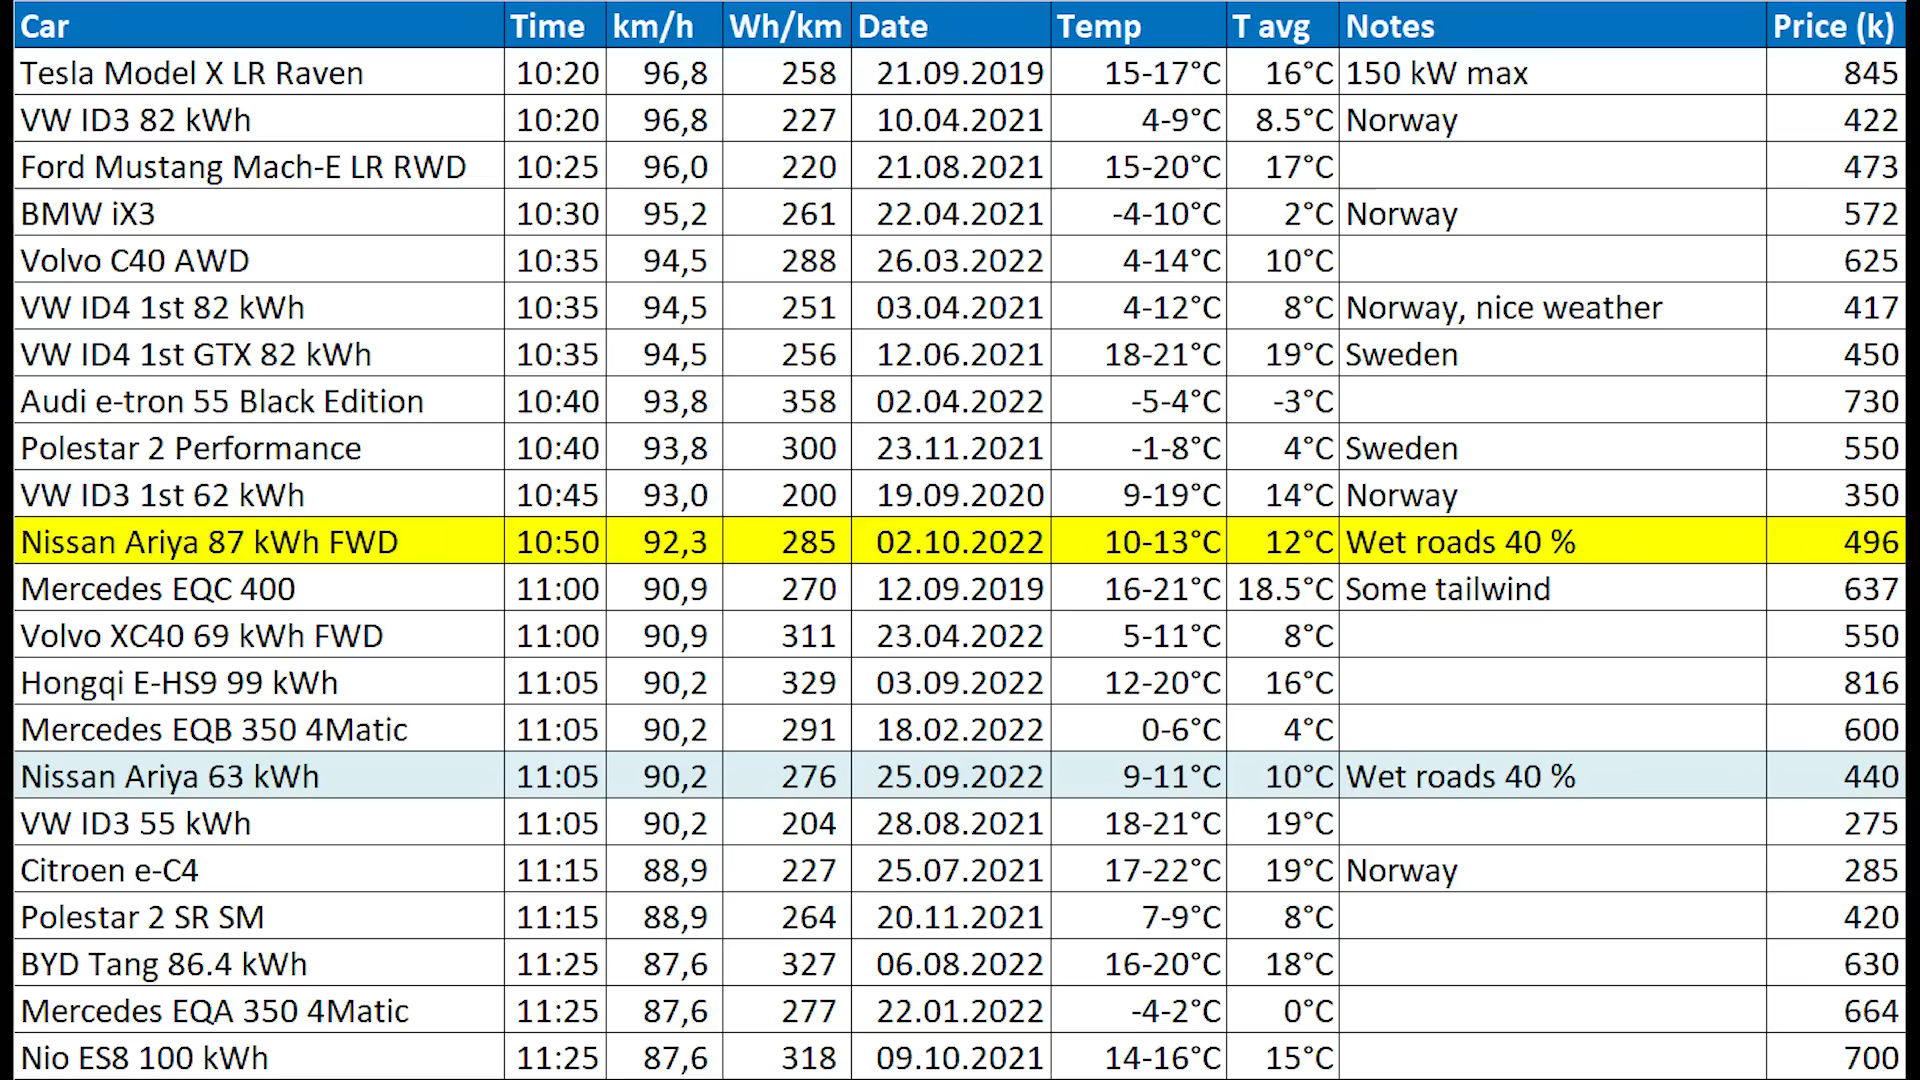 Car Time km/h Wh/km Date Temp T avg Notes Price (k)
Tesla Model X LR Raven 10:20 96,8 258 21.09.2019 15-17°C 16°C 150 kW max 845
VW ID3 82 kWh 10:20 96,8 227 10.04.2021 4-9°C 8.5°C Norway 422
Ford Mustang Mach-E LR RWD 10:25 96,0 220 21.08.2021 15-20°C 17°C 473
BMW iX3 10:30 95,2 261 22.04.2021 -4-10°C 2°C Norway 572
Volvo C40 AWD 10:35 94,5 288 26.03.2022 4-14°C 10°C 625
VW ID4 1st 82 kWh 10:35 94,5 251 03.04.2021 4-12°C 8°C Norway, nice weather 417
VW ID4 1st GTX 82 kWh 10:35 94,5 256 12.06.2021 18-21°C 19°C Sweden 450
Audi e-tron 55 Black Edition 10:40 93,8 358 02.04.2022 -5-4°C -3°C 730
Polestar 2 Performance 10:40 93,8 300 23.11.2021 -1-8°C 4°C Sweden 550
VW ID3 1st 62 kWh 10:45 93,0 200 19.09.2020 9-19°C 14°C Norway 350
Nissan Ariya 87 kWh FWD 10:50 92,3 285 02.10.2022 10-13°C 12°C Wet roads 40 % 496
Mercedes EQC 400 11:00 90,9 270 12.09.2019 16-21°C 18.5°C Some tailwind 637
Volvo XC40 69 kWh FWD 11:00 90,9 311 23.04.2022 5-11°C 8°C 550
Hongqi E-HS9 99 kWh 11:05 90,2 329 03.09.2022 12-20°C 16°C 816
Mercedes EQB 350 4Matic 11:05 90,2 291 18.02.2022 0-6°C 4°C 600
Nissan Ariya 63 kWh 11:05 90,2 276 25.09.2022 9-11°C 10°C Wet roads 40 % 440
VW ID3 55 kWh 11:05 90,2 204 28.08.2021 18-21°C 19°C 275
Citroen e-C4 11:15 88,9 227 25.07.2021 17-22°C 19°C Norway 285
Polestar 2 SR SM 11:15 88,9 264 20.11.2021 7-9°C 8°C 420
BYD Tang 86.4 kWh 11:25 87,6 327 06.08.2022 16-20°C 18°C 630
Mercedes EQA 350 4Matic 11:25 87,6 277 22.01.2022 -4-2°C 0°C 664
Nio ES8 100 kWh 11:25 87,6 318 09.10.2021 14-16°C 15°C 700